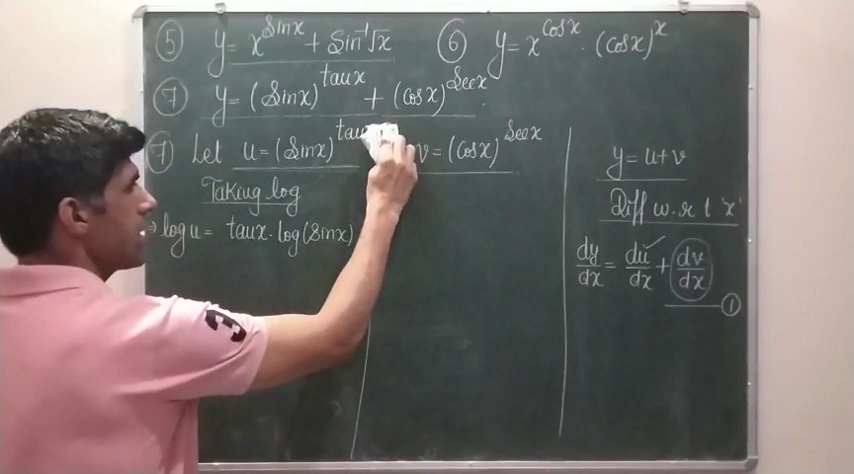 ⑤ y = x^Sinx + Sin⁻¹√x ⑥ y = x^Cosx · (Cosx)^x
⑦ y = (Sinx)^tanx + (Cosx)^Secx
⑦ Let u = (Sinx)^tan v = (Cosx)^Secx
Taking log
⇒ log u = tanx · log(Sinx)
y = u+v
Diff w.r t 'x'
dy/dx = du/dx + dv/dx
①
3